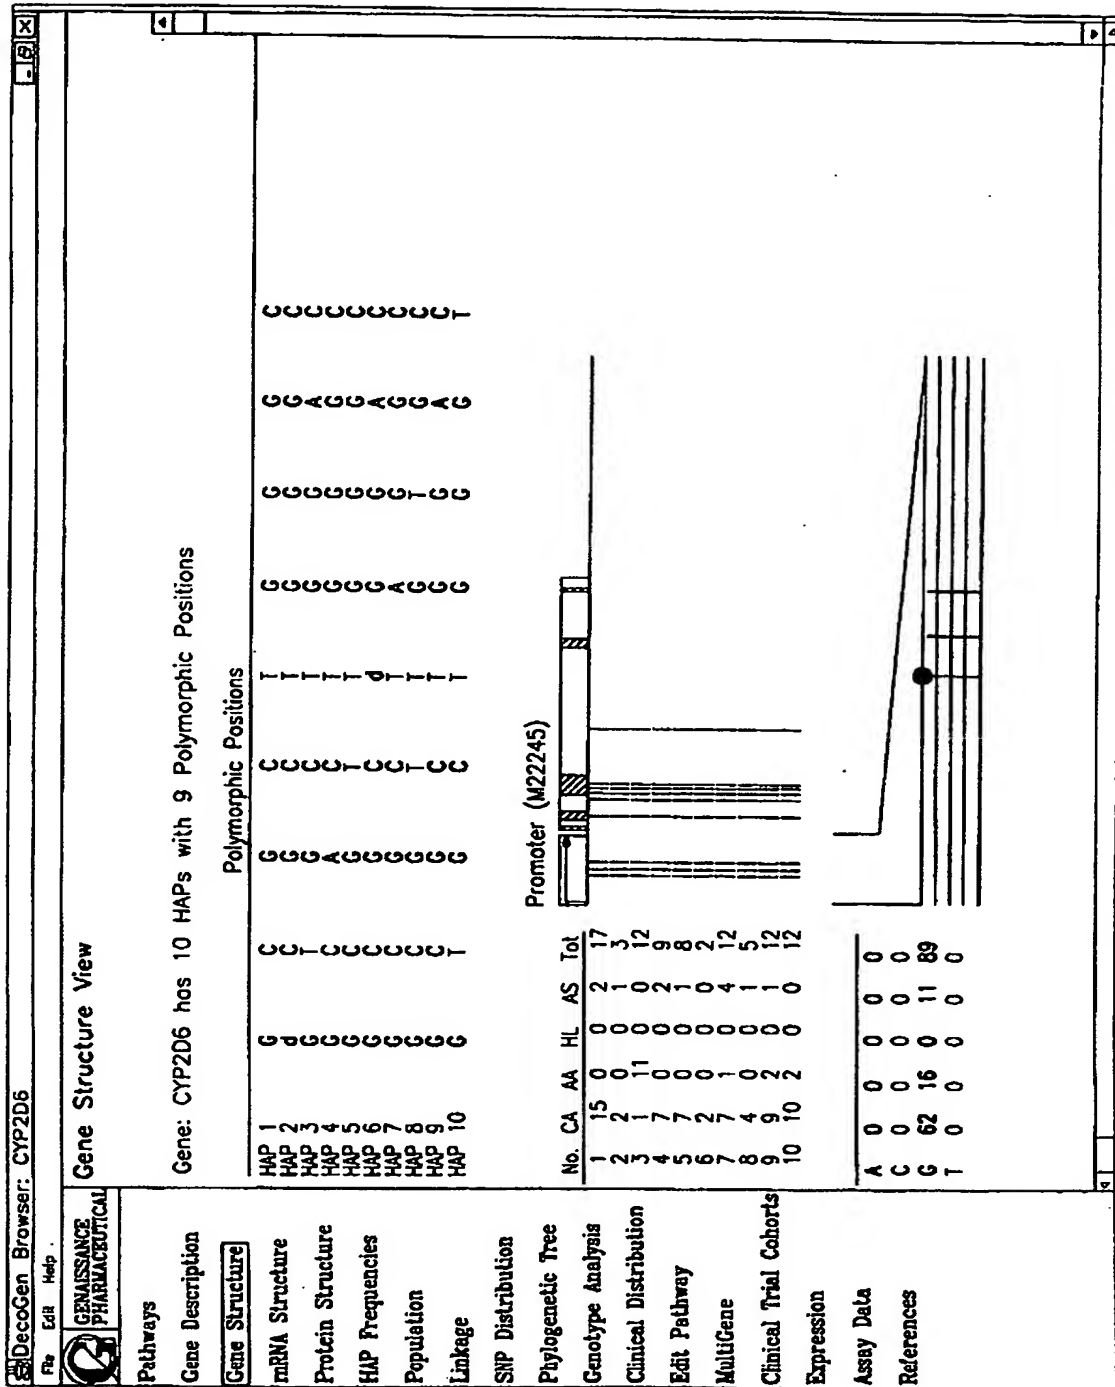 DecoGen Browser: CYP2D6
File Edit Help
GENAISSANCE
PHARMACEUTICAL
Pathways
Gene Description
Gene Structure
mRNA Structure
Protein Structure
HAP Frequencies
Population
Linkage
SNP Distribution
Phylogenetic Tree
Genotype Analysis
Clinical Distribution
Edit Pathway
MultiGene
Clinical Trial Cohorts
Expression
Assay Data
References
Gene Structure View
Gene: CYP2D6 has 10 HAPs with 9 Polymorphic Positions
Polymorphic Positions
HAP 1 G C G C T G G G C
HAP 2 d C G C T G G G C
HAP 3 G T G C T G G A C
HAP 4 G C A C T G G G C
HAP 5 G C G T T G G G C
HAP 6 G C G C d G G A C
HAP 7 G C G C T A G G C
HAP 8 G C G T T G T G C
HAP 9 G C G C T G G A C
HAP 10 G T G C T G G G T
No. CA AA HL AS Tot
1 15 0 0 2 17
2 2 0 0 1 3
3 1 11 0 0 12
4 7 0 0 2 9
5 7 0 0 1 8
6 2 0 0 0 2
7 7 1 0 4 12
8 4 0 0 1 5
9 9 2 0 1 12
10 10 2 0 0 12
Promoter (M22245)
A 0 0 0 0 0
C 0 0 0 0 0
G 62 16 0 11 89
T 0 0 0 0 0